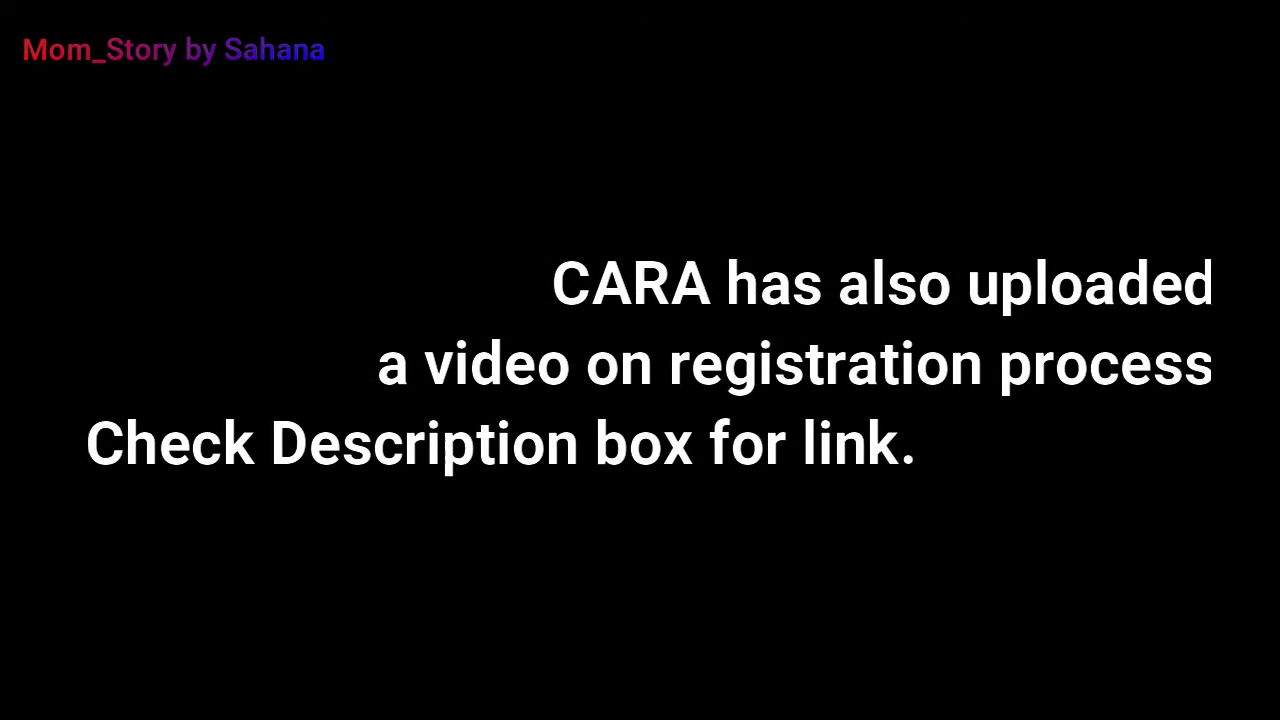 Mom_Story by Sahana
CARA has also uploaded
a video on registration process
Check Description box for link.